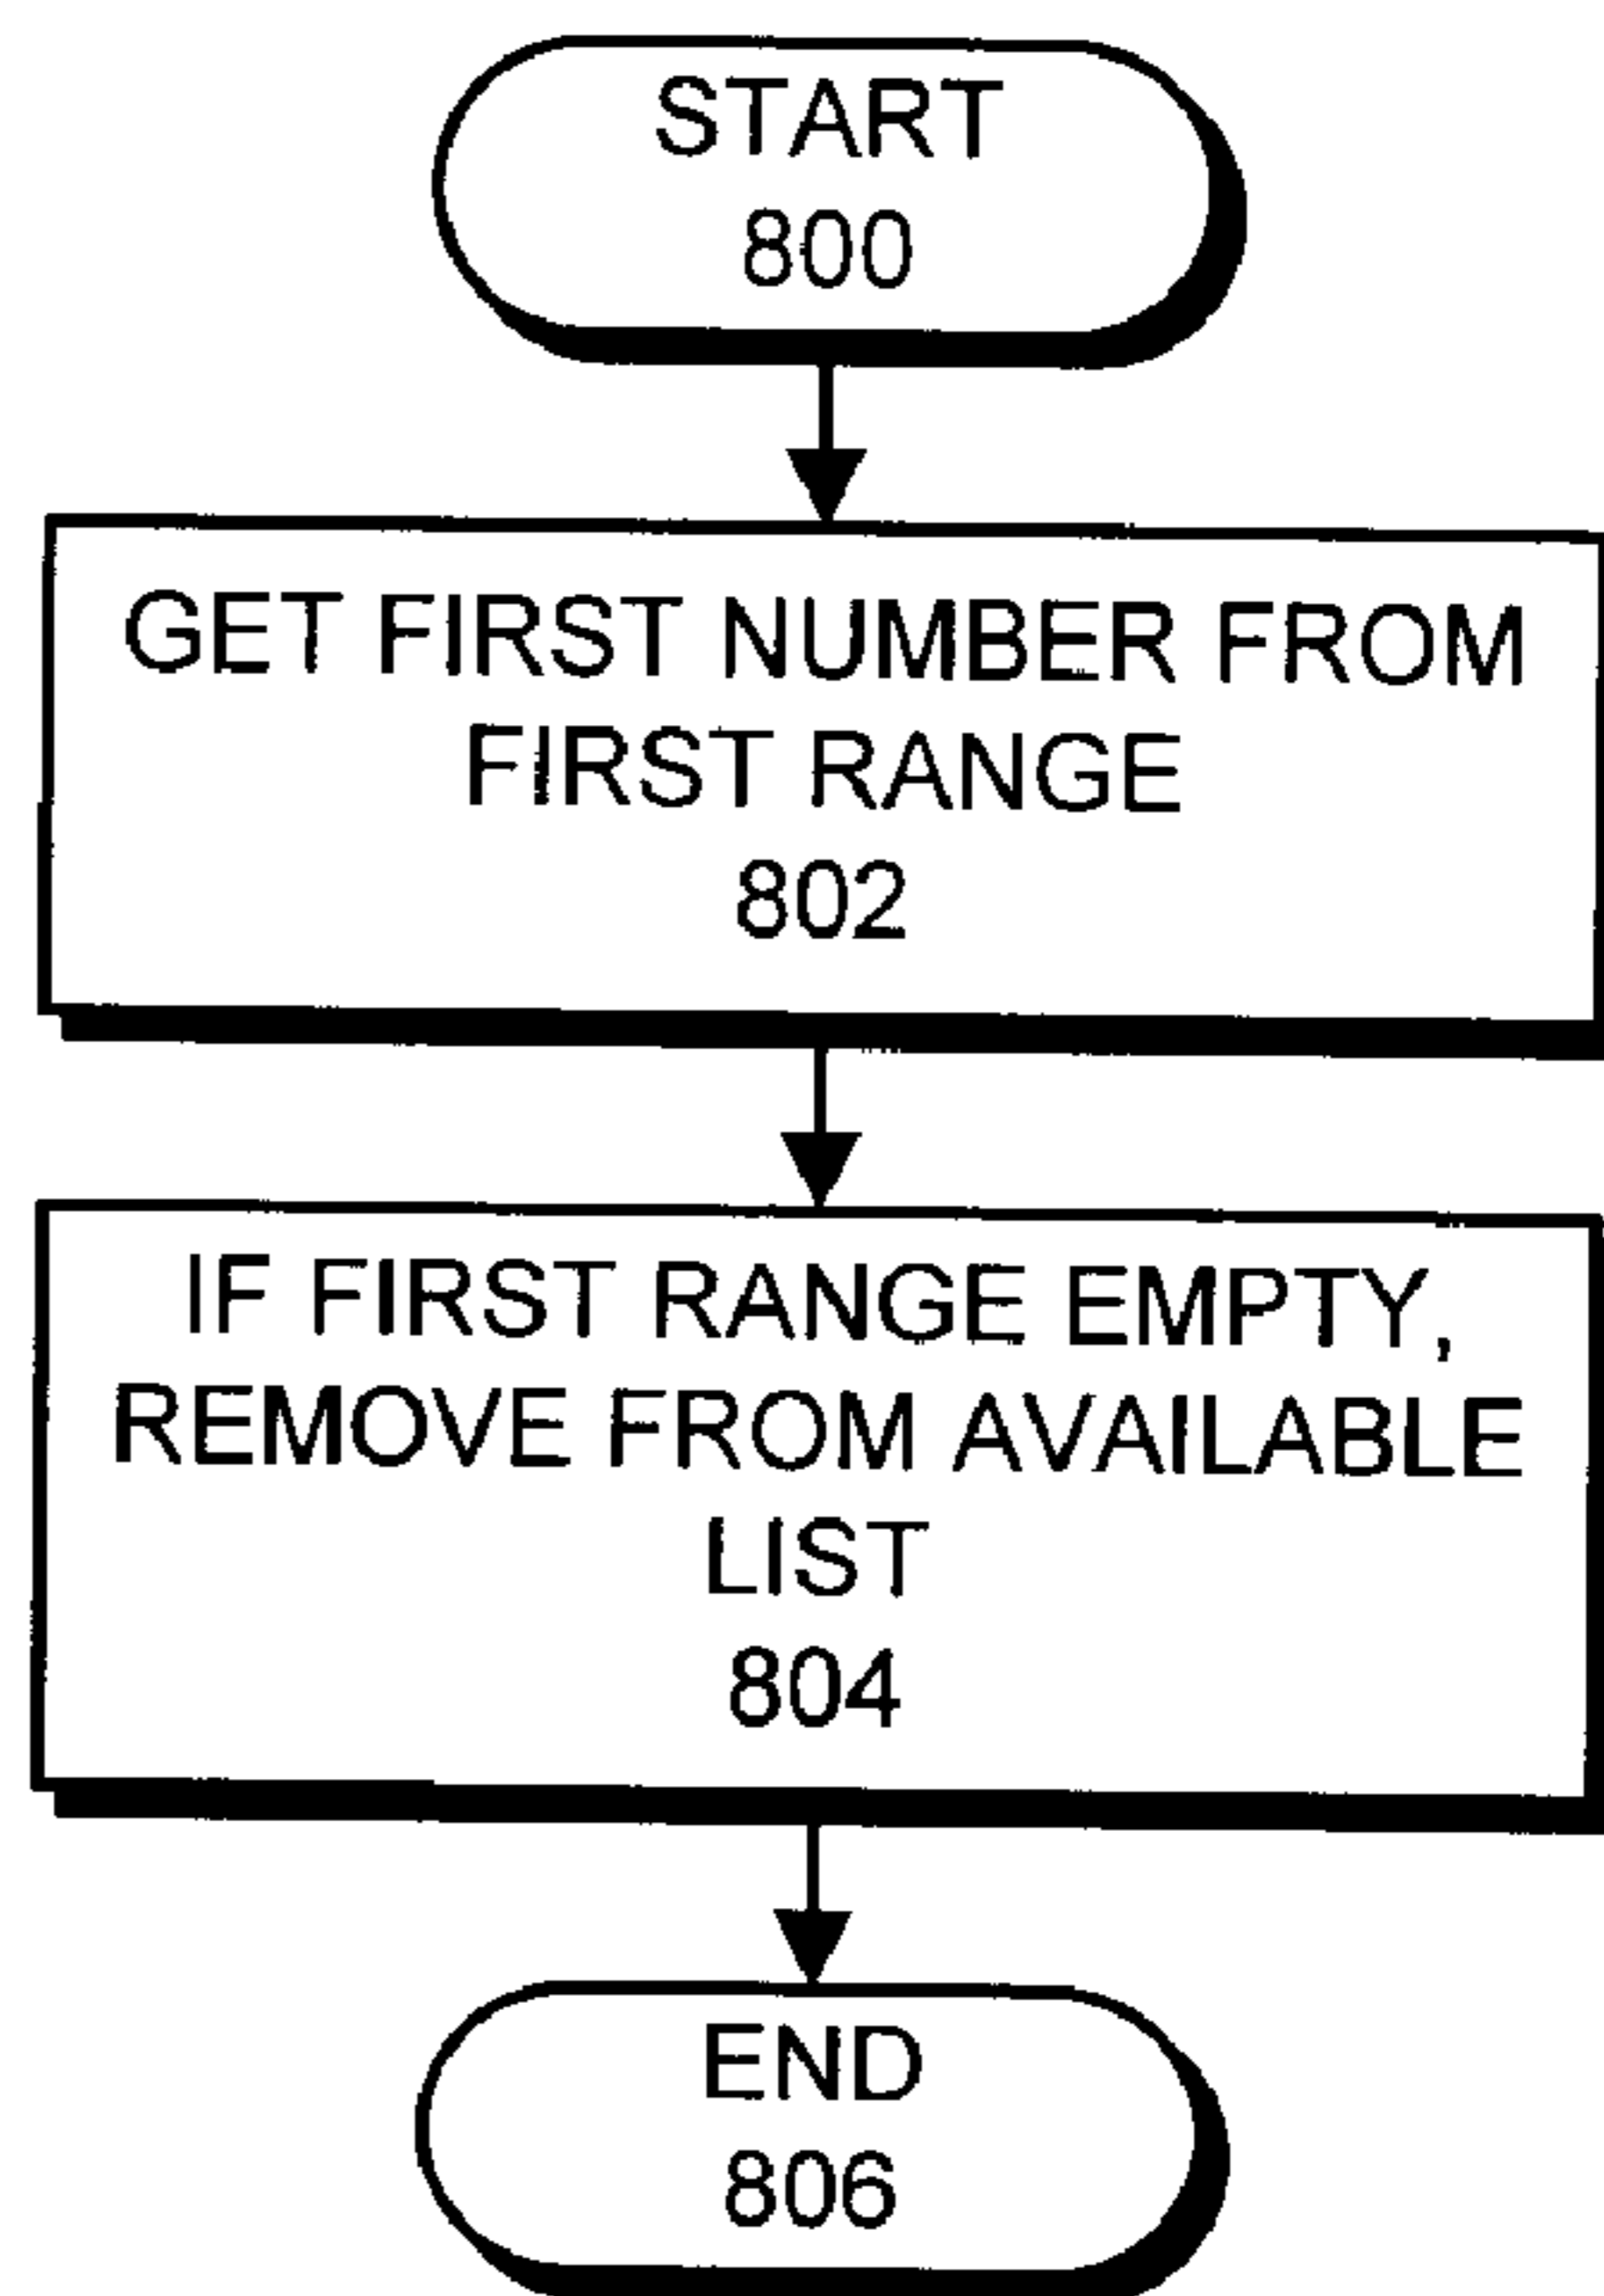 START
800
GET FIRST NUMBER FROM
FIRST RANGE
802
IF FIRST RANGE EMPTY,
REMOVE FROM AVAILABLE
LIST
804
END
806